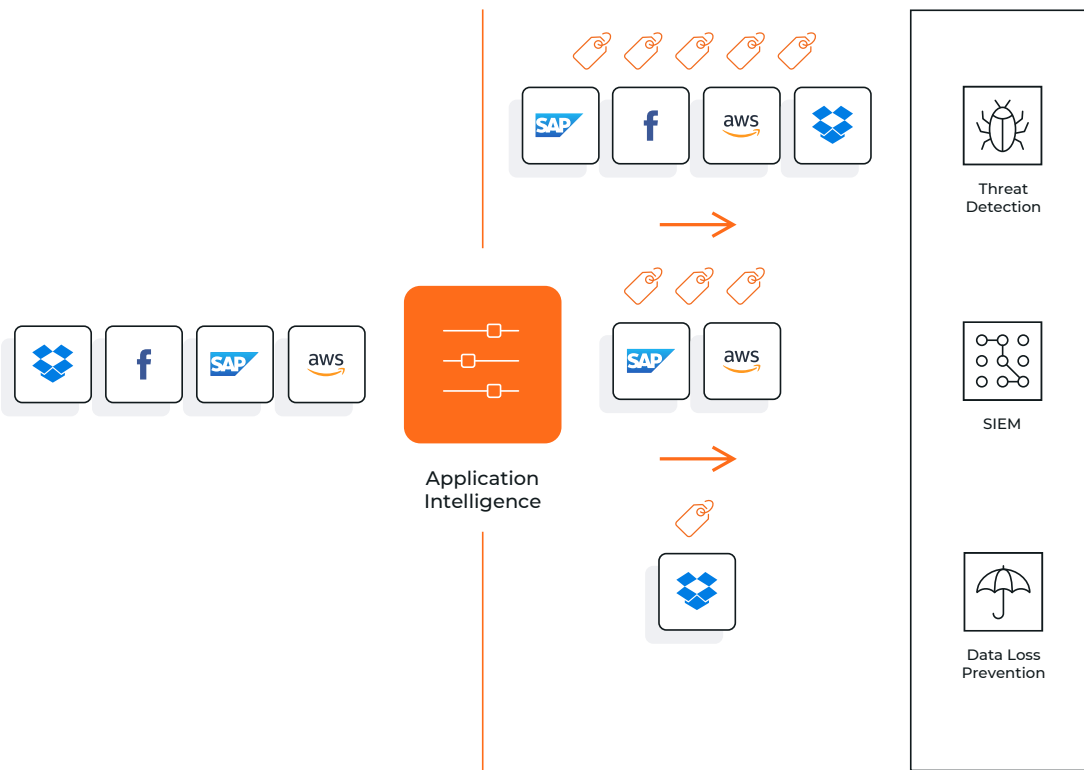 SAP
f
aws
Threat
Detection
f
SAP
aws
SAP
aws
Application
Intelligence
SIEM
Data Loss
Prevention